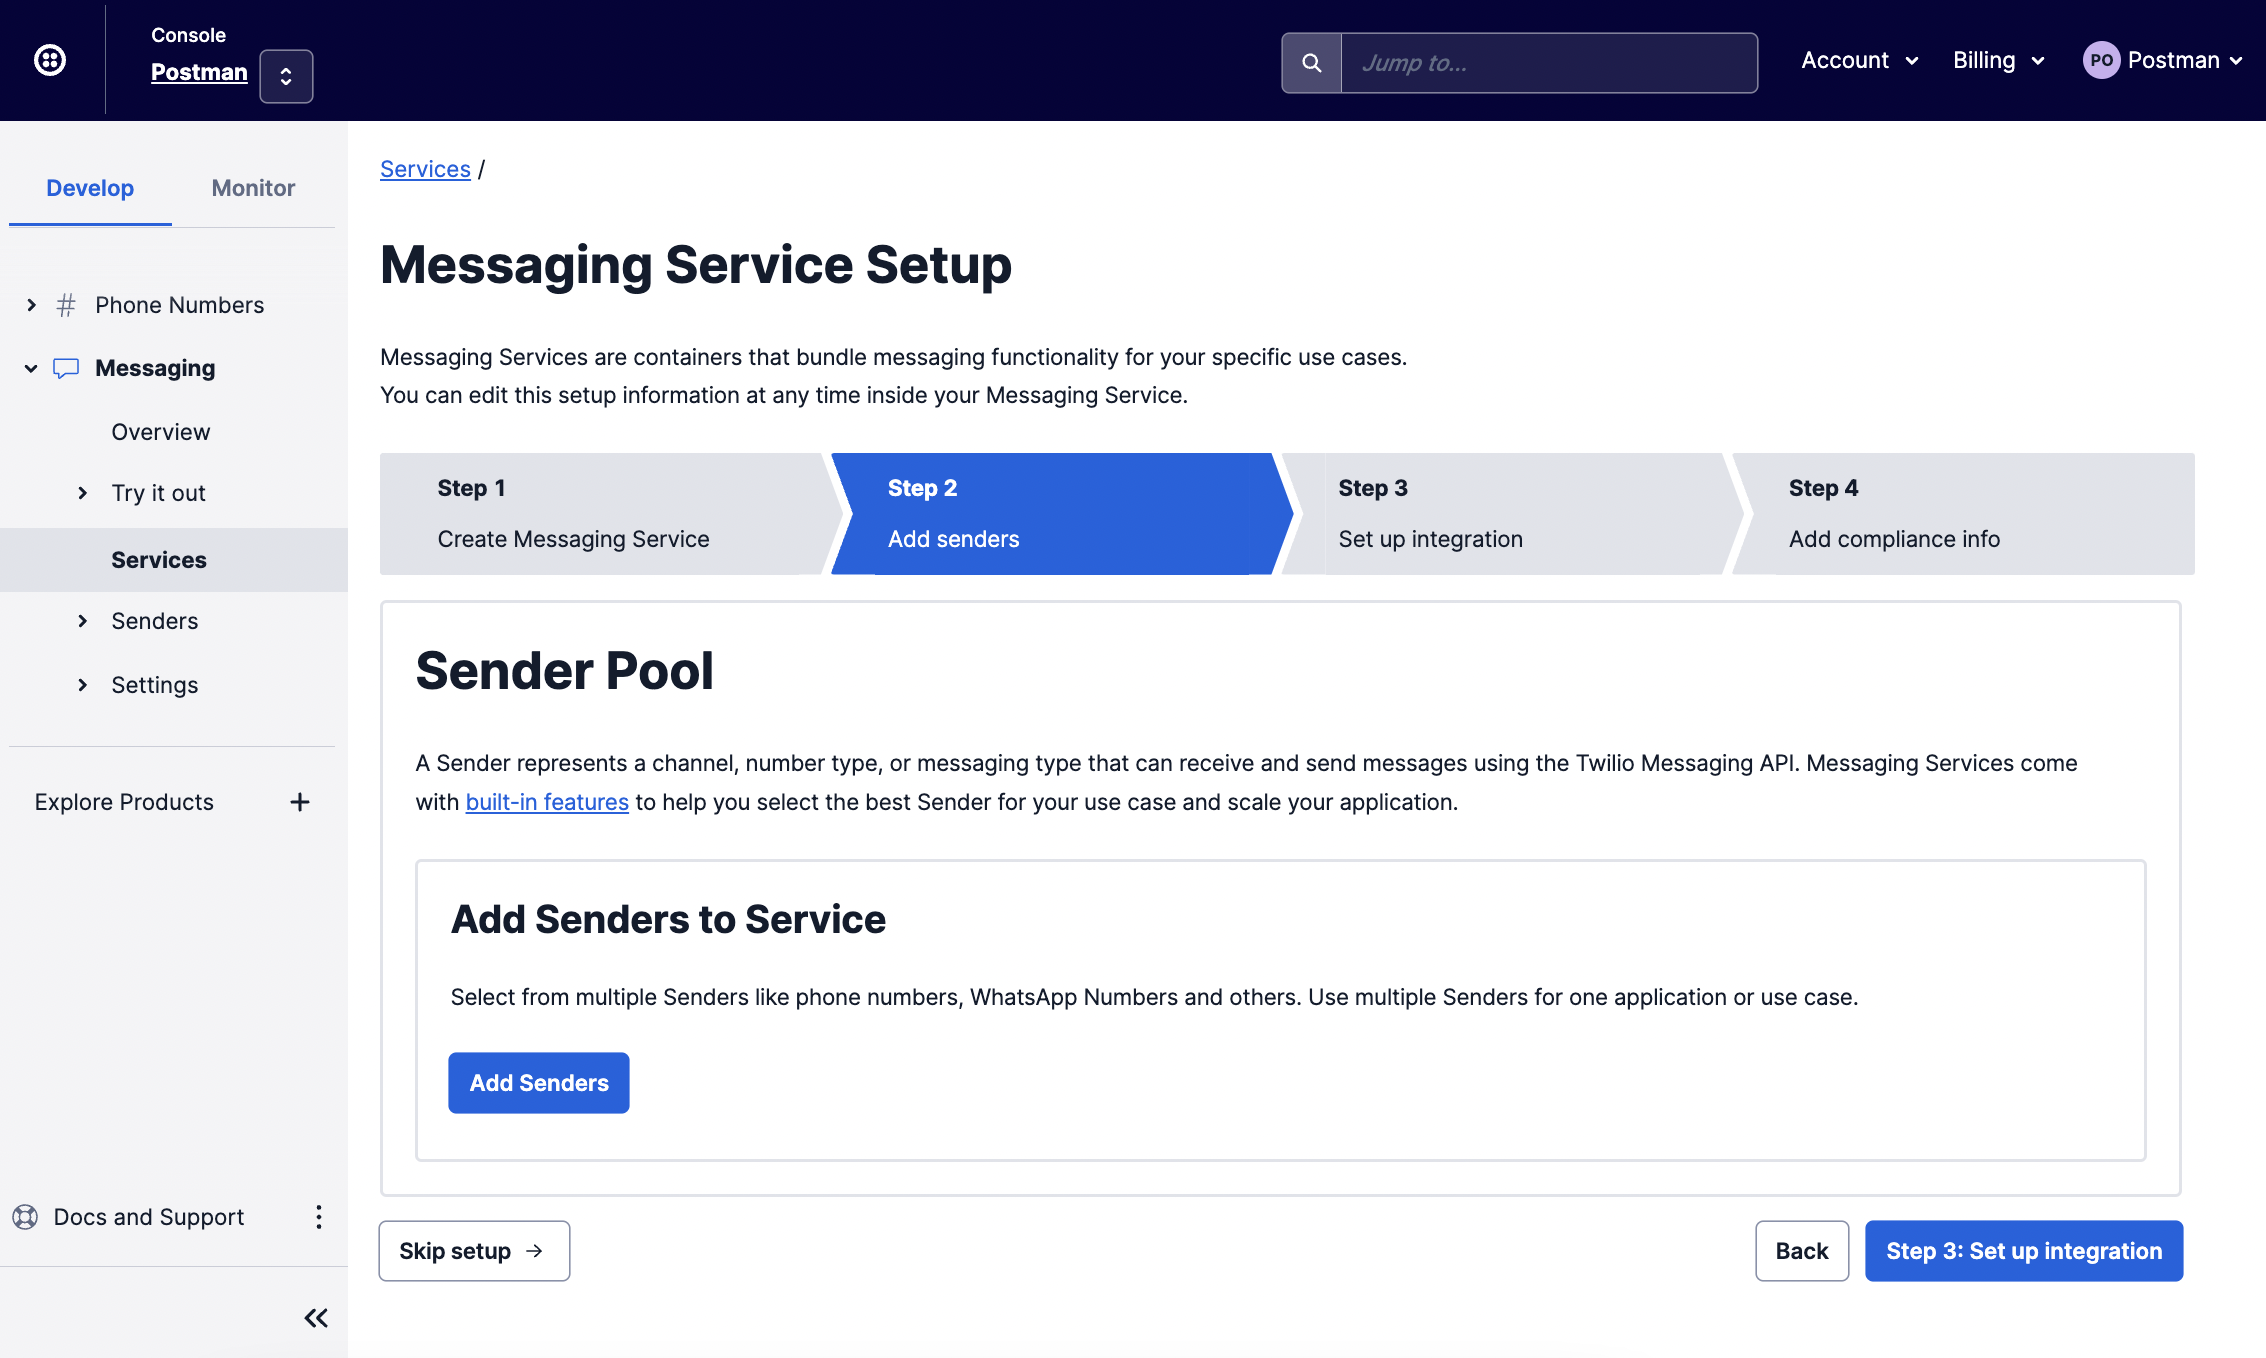 Console
Postman
Jump to...
Account
Billing
PO
Postman
Develop
Monitor
Phone Numbers
Messaging
Overview
Try it out
Services
Senders
Settings
Explore Products
Docs and Support
Services /
Messaging Service Setup
Messaging Services are containers that bundle messaging functionality for your specific use cases.
You can edit this setup information at any time inside your Messaging Service.
Step 1
Create Messaging Service
Step 2
Add senders
Step 3
Set up integration
Step 4
Add compliance info
Sender Pool
A Sender represents a channel, number type, or messaging type that can receive and send messages using the Twilio Messaging API. Messaging Services come
with built-in features to help you select the best Sender for your use case and scale your application.
Add Senders to Service
Select from multiple Senders like phone numbers, WhatsApp Numbers and others. Use multiple Senders for one application or use case.
Add Senders
Skip setup →
Back
Step 3: Set up integration